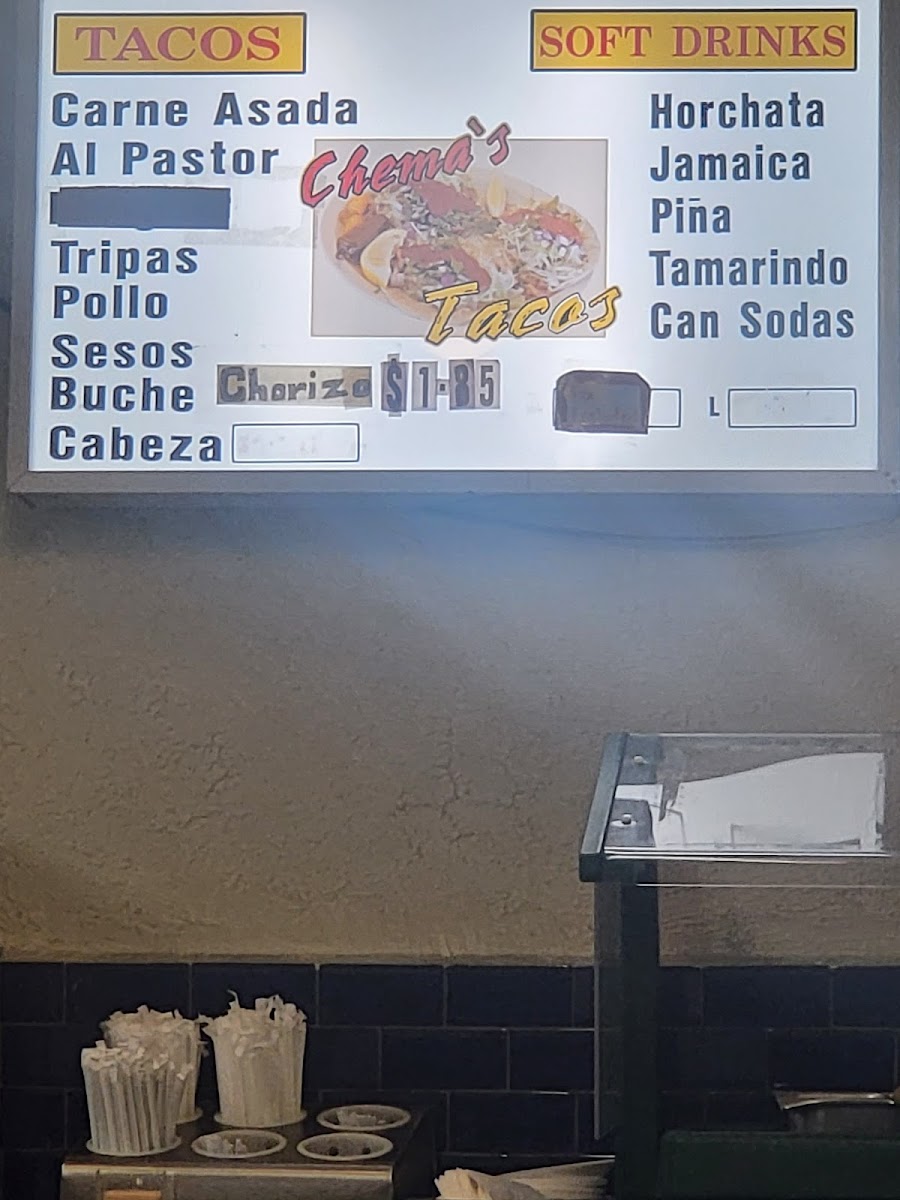 TACOS
Carne Asada
Al Pastor
Tripas
Pollo
Sesos
Buche
Chorizo $1.85
Cabeza
Chema's
Tacos
SOFT DRINKS
Horchata
Jamaica
Piña
Tamarindo
Can Sodas
L